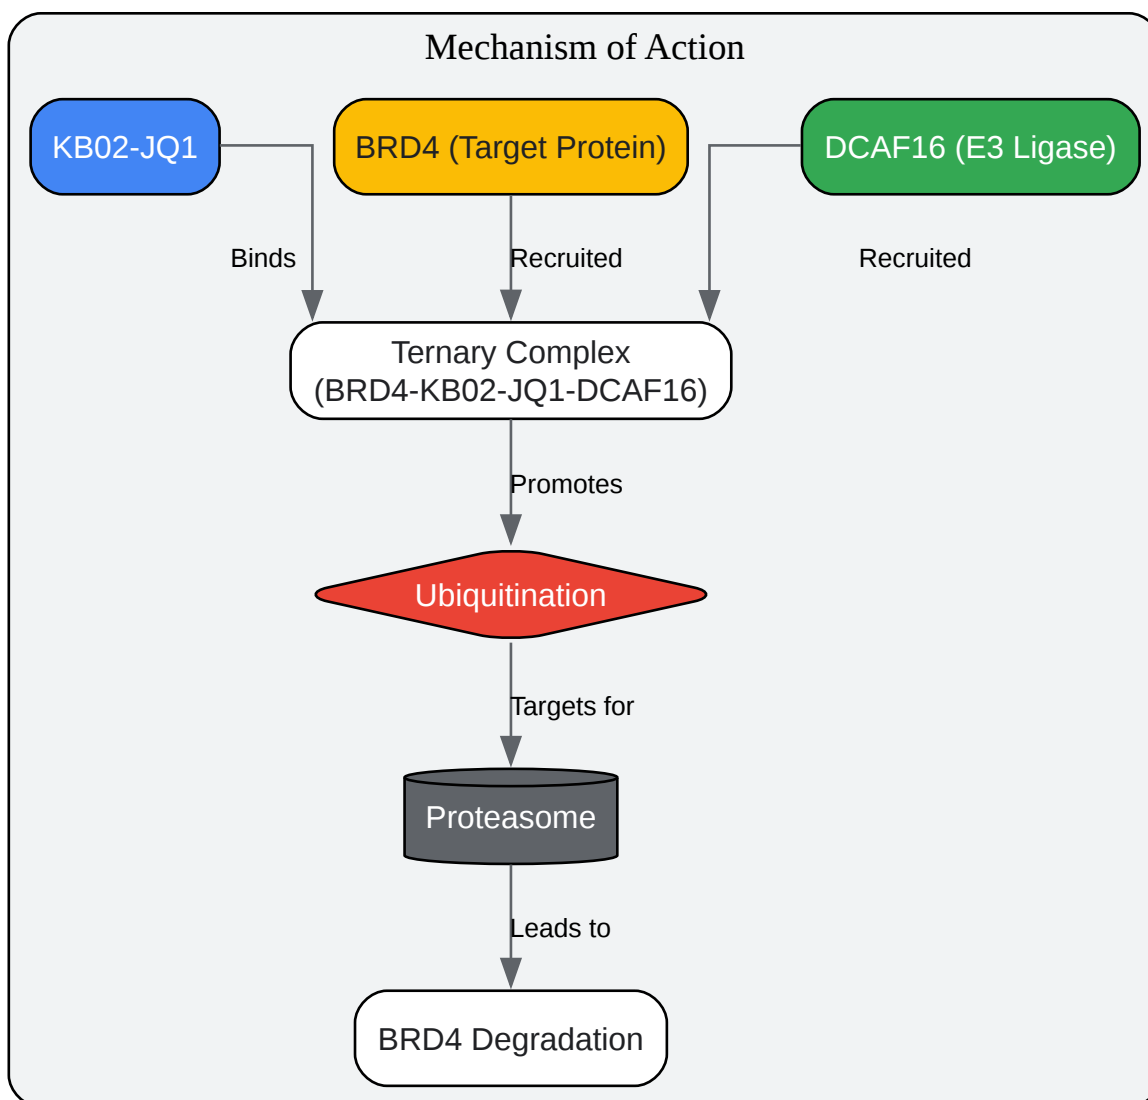 Mechanism of Action
KB02-JQ1
BRD4 (Target Protein)
DCAF16 (E3 Ligase)
Binds
Recruited
Recruited
Ternary Complex
(BRD4-KB02-JQ1-DCAF16)
Promotes
Ubiquitination
Targets for
Proteasome
Leads to
BRD4 Degradation